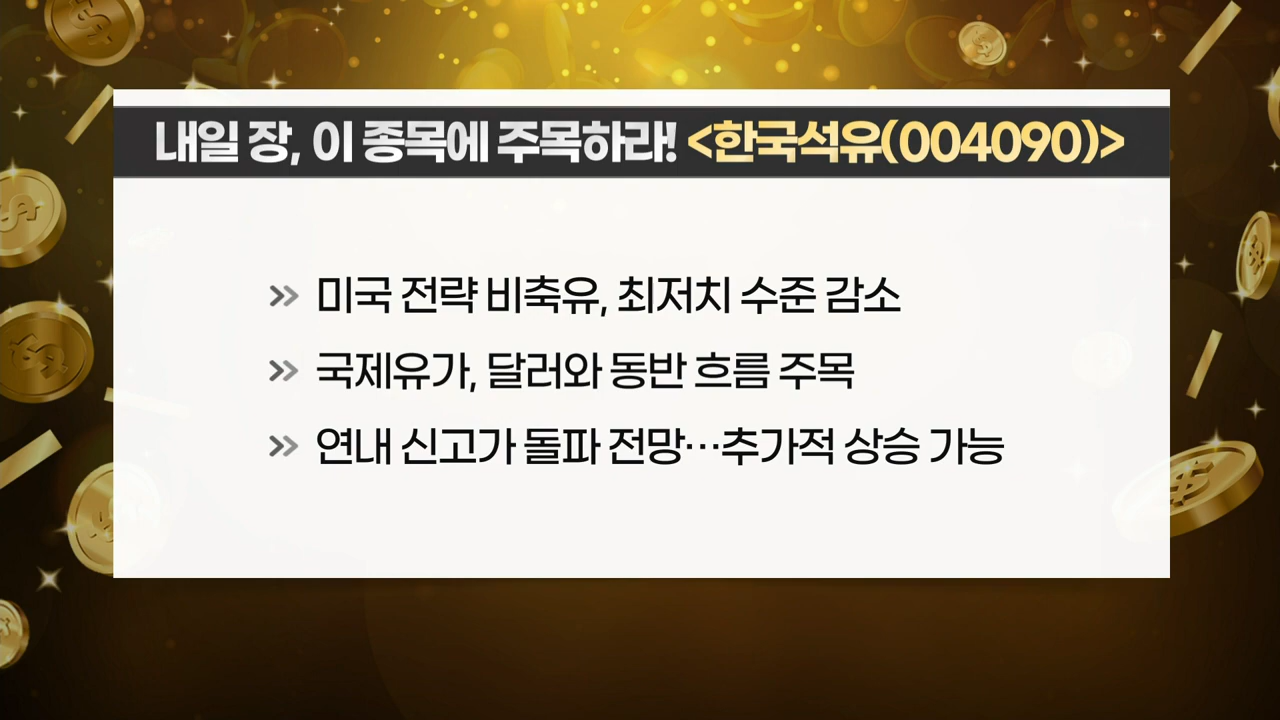 내일 장, 이 종목에 주목하라! <한국석유(004090)>
>> 미국 전략 비축유, 최저치 수준 감소
>> 국제유가, 달러와 동반 흐름 주목
>> 연내 신고가 돌파 전망…추가적 상승 가능